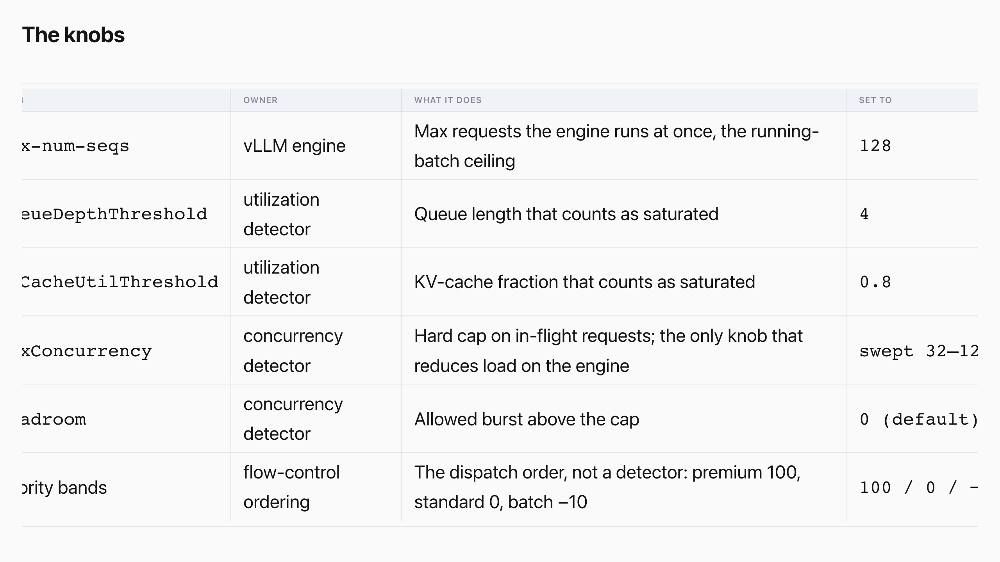 The knobs
OWNER WHAT IT DOES SET TO
x-num-seqs vLLM engine Max requests the engine runs at once, the running-
batch ceiling 128
eueDepthThreshold utilization
detector Queue length that counts as saturated 4
CacheUtilThreshold utilization
detector KV-cache fraction that counts as saturated 0.8
xConcurrency concurrency
detector Hard cap on in-flight requests; the only knob that
reduces load on the engine swept 32–12
adroom concurrency
detector Allowed burst above the cap 0 (default)
ority bands flow-control
ordering The dispatch order, not a detector: premium 100,
standard 0, batch –10 100 / 0 / -